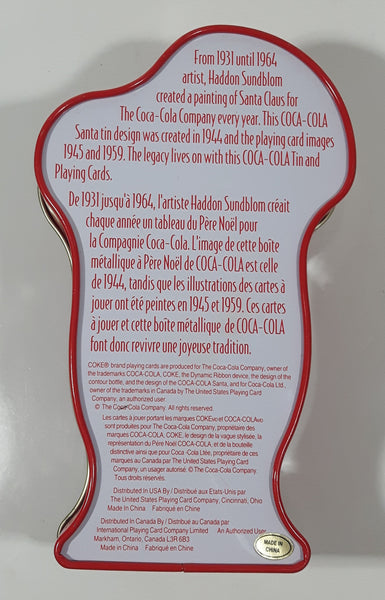 From 1931 until 1964
artist, Haddon Sundblom
created a painting of Santa Claus for
The Coca-Cola Company every year. This COCA-COLA
Santa tin design was created in 1944 and the playing card images
1945 and 1959. The legacy lives on with this COCA-COLA Tin and
Playing Cards.
De 1931 jusqu'à 1964, l'artiste Haddon Sundblom créait
chaque année un tableau du Père Noël pour
la Compagnie Coca-Cola. L'image de cette boîte
métallique à Père Noël de COCA-COLA est celle
de 1944, tandis que les illustrations des cartes à
jouer ont été peintes en 1945 et 1959. Ces cartes
à jouer et cette boîte métallique de COCA-COLA
font donc revivre une joyeuse tradition.
COKE® brand playing cards are produced for The Coca-Cola Company, owner of
the trademarks COCA-COLA, COKE, the Dynamic Ribbon device, the design of the
contour bottle, and the design of the COCA-COLA Santa, and for Coca-Cola Ltd.,
owner of the trademarks in Canada by The United States Playing Card
Company, an authorized user.
© The Coca-Cola Company. All rights reserved.
Les cartes à jouer portant les marques COKEMD et COCA-COLAMD
sont produites pour The Coca-Cola Company, propriétaire des
marques COCA-COLA, COKE, le design de la vague stylisée, la
représentation du Père Noël COCA-COLA, et de la bouteille
distinctive ainsi que pour Coca-Cola Ltée, propriétaire de ces
marques au Canada par The United States Playing Card
Company, un usager autorisé. © The Coca-Cola Company.
Tous droits réservés.
Distributed in USA By / Distribué aux États-Unis par
The United States Playing Card Company, Cincinnati, Ohio
Made In China Fabriqué en Chine
Distributed In Canada By / Distribué au Canada par
International Playing Card Company Limited An Authorized User
Markham, Ontario, Canada L3R 6B3
Made in China Fabriqué en Chine
MADE IN
CHINA